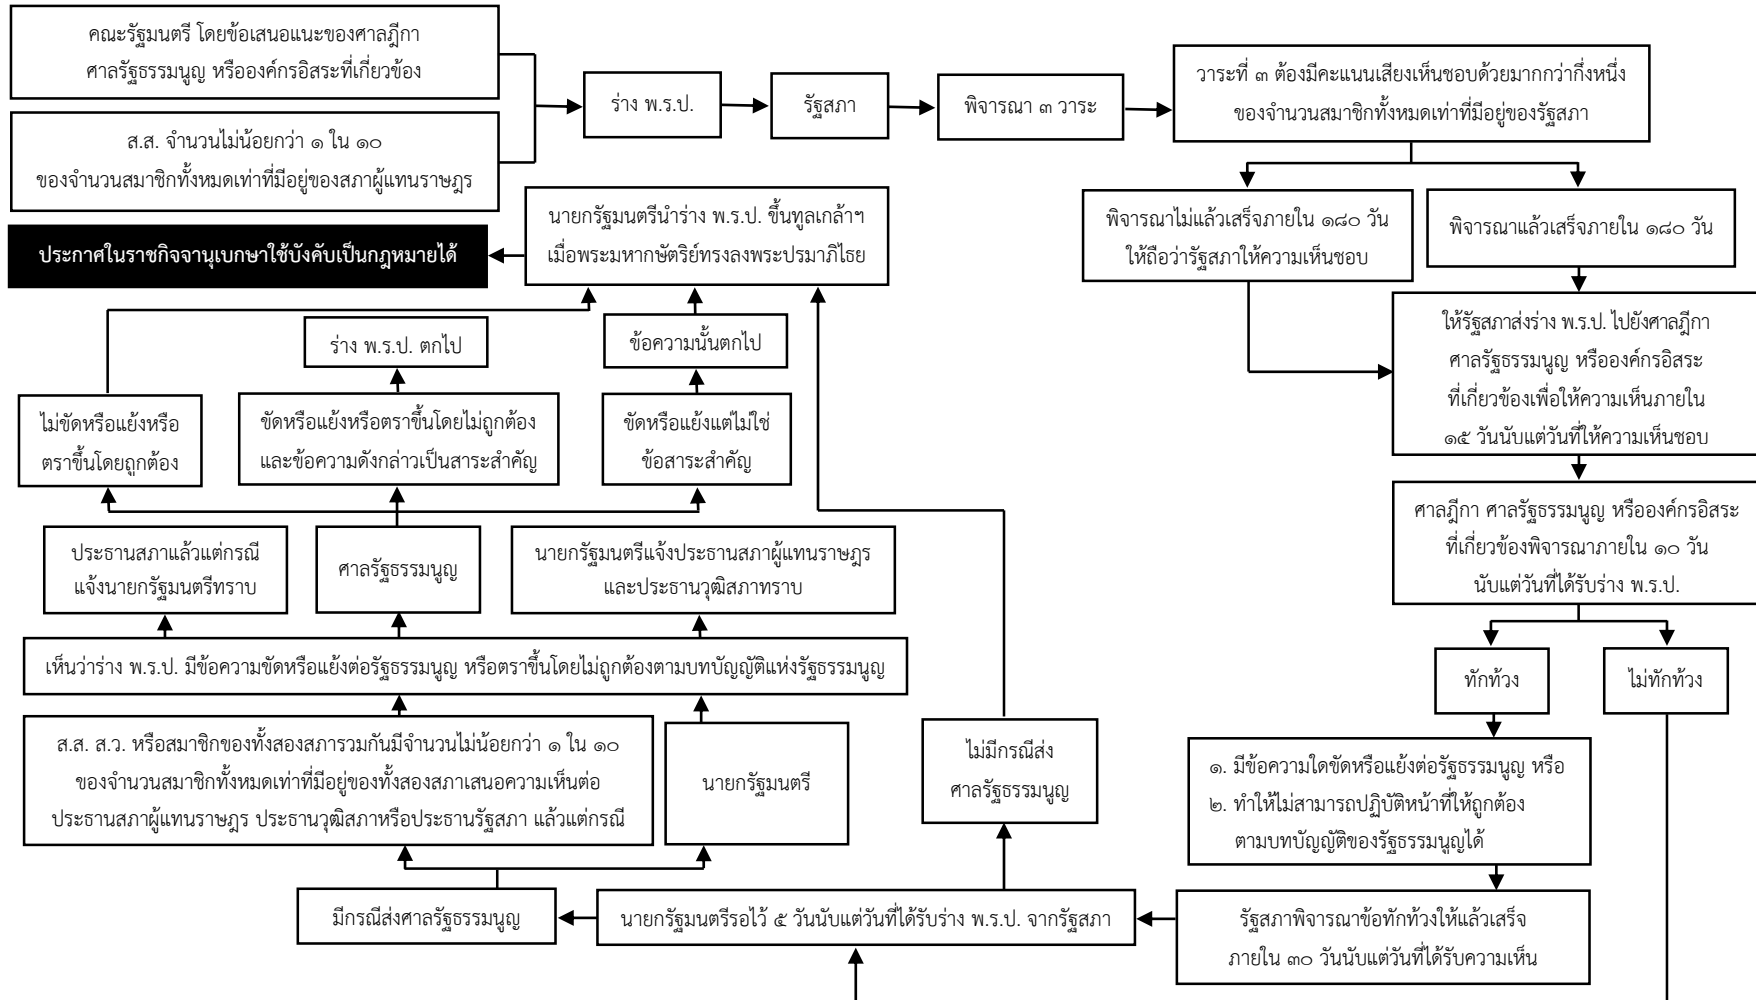 คณะรัฐมนตรี โดยข้อเสนอแนะของศาลฎีกา
ศาลรัฐธรรมนูญ หรือองค์กรอิสระที่เกี่ยวข้อง
ส.ส. จำนวนไม่น้อยกว่า ๑ ใน ๑๐
ของจำนวนสมาชิกทั้งหมดเท่าที่มีอยู่ของสภาผู้แทนราษฎร
ร่าง พ.ร.ป.
รัฐสภา
พิจารณา ๓ วาระ
วาระที่ ๓ ต้องมีคะแนนเสียงเห็นชอบด้วยมากกว่ากึ่งหนึ่ง
ของจำนวนสมาชิกทั้งหมดเท่าที่มีอยู่ของรัฐสภา
พิจารณาไม่แล้วเสร็จภายใน ๑๘๐ วัน
ให้ถือว่ารัฐสภาให้ความเห็นชอบ
พิจารณาแล้วเสร็จภายใน ๑๘๐ วัน
นายกรัฐมนตรีนำร่าง พ.ร.ป. ขึ้นทูลเกล้าฯ
เมื่อพระมหากษัตริย์ทรงลงพระปรมาภิไธย
ประกาศในราชกิจจานุเบกษาใช้บังคับเป็นกฎหมายได้
ให้รัฐสภาส่งร่าง พ.ร.ป. ไปยังศาลฎีกา
ศาลรัฐธรรมนูญ หรือองค์กรอิสระ
ที่เกี่ยวข้องเพื่อให้ความเห็นภายใน
๑๕ วันนับแต่วันที่ให้ความเห็นชอบ
ร่าง พ.ร.ป. ตกไป
ข้อความนั้นตกไป
ไม่ขัดหรือแย้งหรือ
ตราขึ้นโดยถูกต้อง
ขัดหรือแย้งหรือตราขึ้นโดยไม่ถูกต้อง
และข้อความดังกล่าวเป็นสาระสำคัญ
ขัดหรือแย้งแต่ไม่ใช่
ข้อสาระสำคัญ
ศาลฎีกา ศาลรัฐธรรมนูญ หรือองค์กรอิสระ
ที่เกี่ยวข้องพิจารณาภายใน ๑๐ วัน
นับแต่วันที่ได้รับร่าง พ.ร.ป.
ประธานสภาแล้วแต่กรณี
แจ้งนายกรัฐมนตรีทราบ
ศาลรัฐธรรมนูญ
นายกรัฐมนตรีแจ้งประธานสภาผู้แทนราษฎร
และประธานวุฒิสภาทราบ
เห็นว่าร่าง พ.ร.ป. มีข้อความขัดหรือแย้งต่อรัฐธรรมนูญ หรือตราขึ้นโดยไม่ถูกต้องตามบทบัญญัติแห่งรัฐธรรมนูญ
ทักท้วง
ไม่ทักท้วง
ส.ส. ส.ว. หรือสมาชิกของทั้งสองสภารวมกันมีจำนวนไม่น้อยกว่า ๑ ใน ๑๐
ของจำนวนสมาชิกทั้งหมดเท่าที่มีอยู่ของทั้งสองสภาเสนอความเห็นต่อ
ประธานสภาผู้แทนราษฎร ประธานวุฒิสภาหรือประธานรัฐสภา แล้วแต่กรณี
นายกรัฐมนตรี
ไม่มีกรณีส่ง
ศาลรัฐธรรมนูญ
๑. มีข้อความใดขัดหรือแย้งต่อรัฐธรรมนูญ หรือ
๒. ทำให้ไม่สามารถปฏิบัติหน้าที่ให้ถูกต้อง
ตามบทบัญญัติของรัฐธรรมนูญได้
มีกรณีส่งศาลรัฐธรรมนูญ
นายกรัฐมนตรีรอไว้ ๕ วันนับแต่วันที่ได้รับร่าง พ.ร.ป. จากรัฐสภา
รัฐสภาพิจารณาข้อทักท้วงให้แล้วเสร็จ
ภายใน ๓๐ วันนับแต่วันที่ได้รับความเห็น